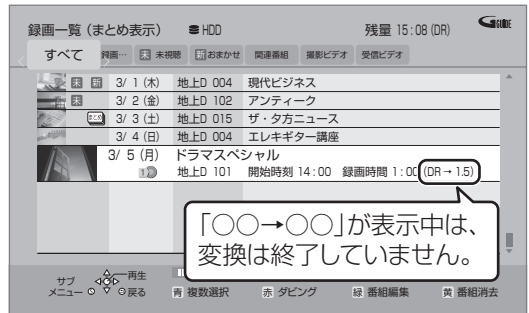 録画一覧(まとめ表示) HDD 残量 15:08(DR) GGUIDE
すべて 録画… 未 未視聴 新おまかせ 関連番組 撮影ビデオ 受信ビデオ
未 新 3/ 1(木) 地上D 004 現代ビジネス
未 3/ 2(金) 地上D 102 アンティーク
まとめ 3/ 3(土) 地上D 015 ザ・タ方ニュース
3/ 4(日) 地上D 004 エレキギター講座
3/ 5(月) ドラマスペシャル
1 地上D 101 開始時刻 14:00 録画時間 1:00(DR→1.5)
「○○→○○」が表示中は、
変換は終了していません。
サブ
メニュー 再生
戻る
青 複数選択 赤 ダビング 緑 番組編集 黄 番組消去